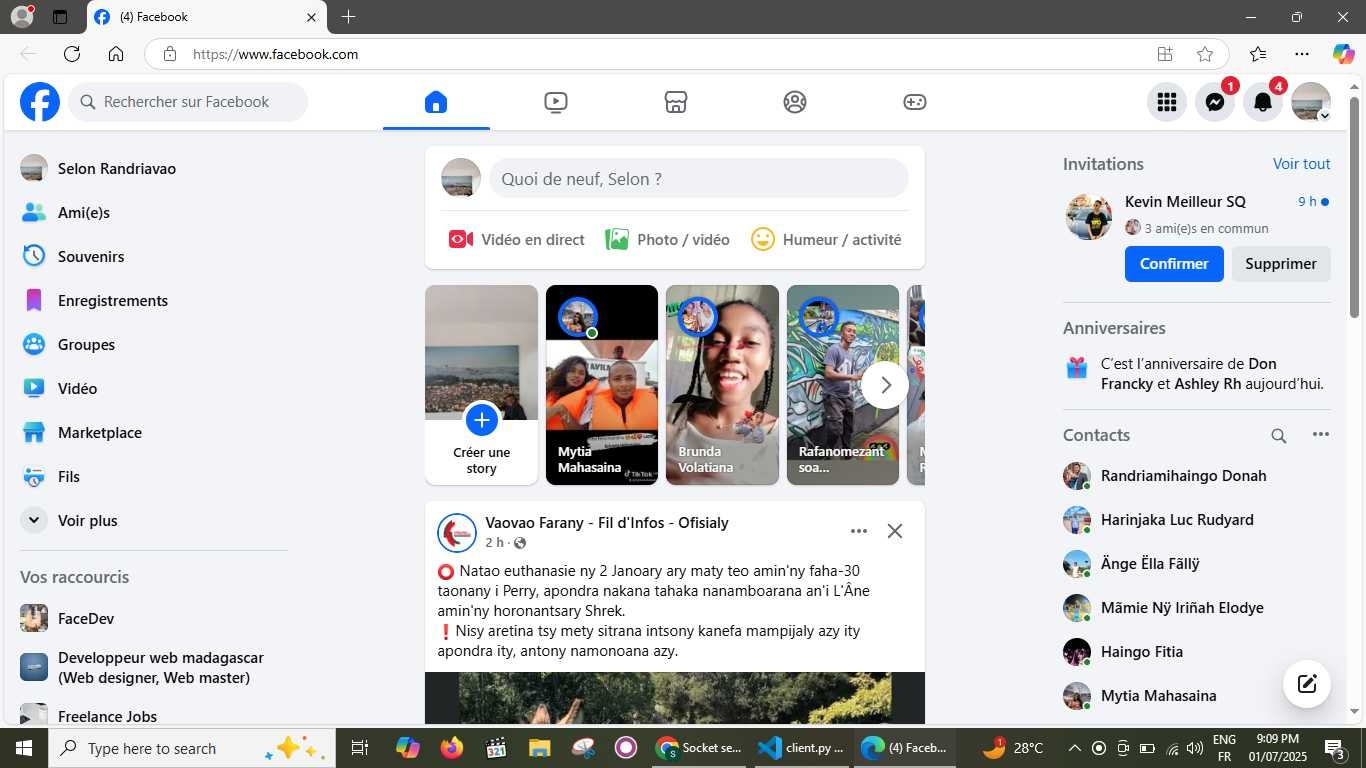 (4) Facebook
https://www.facebook.com
Rechercher sur Facebook
1
4
Selon Randriavao
Ami(e)s
Souvenirs
Enregistrements
Groupes
Vidéo
Marketplace
Fils
Voir plus
Vos raccourcis
FaceDev
Developpeur web madagascar
(Web designer, Web master)
Freelance Jobs
Quoi de neuf, Selon ?
Vidéo en direct
Photo / vidéo
Humeur / activité
Créer une
story
Mytia
Mahasaina
TikTok
Brunda
Volatiana
Rafanomezant
soa...
Vaovao Farany - Fil d'Infos - Ofisialy
2 h ·
⭕ Natao euthanasie ny 2 Janoary ary maty teo amin'ny faha-30
taonany i Perry, apondra nakana tahaka nanamboarana an'i L'Âne
amin'ny horonantsary Shrek.
❗Nisy aretina tsy mety sitrana intsony kanefa mampijaly azy ity
apondra ity, antony namonoana azy.
Invitations
Voir tout
Kevin Meilleur SQ
9 h
3 ami(e)s en commun
Confirmer
Supprimer
Anniversaires
C'est l'anniversaire de Don
Francky et Ashley Rh aujourd'hui.
Contacts
Randriamihaingo Donah
Harinjaka Luc Rudyard
Änge Ëlla Fãllÿ
Mãmie Nÿ Iriñah Elodye
Haingo Fitia
Mytia Mahasaina
Type here to search
321
Socket se...
client.py ...
(4) Faceb...
1
28°C
ENG
FR
9:09 PM
01/07/2025
3